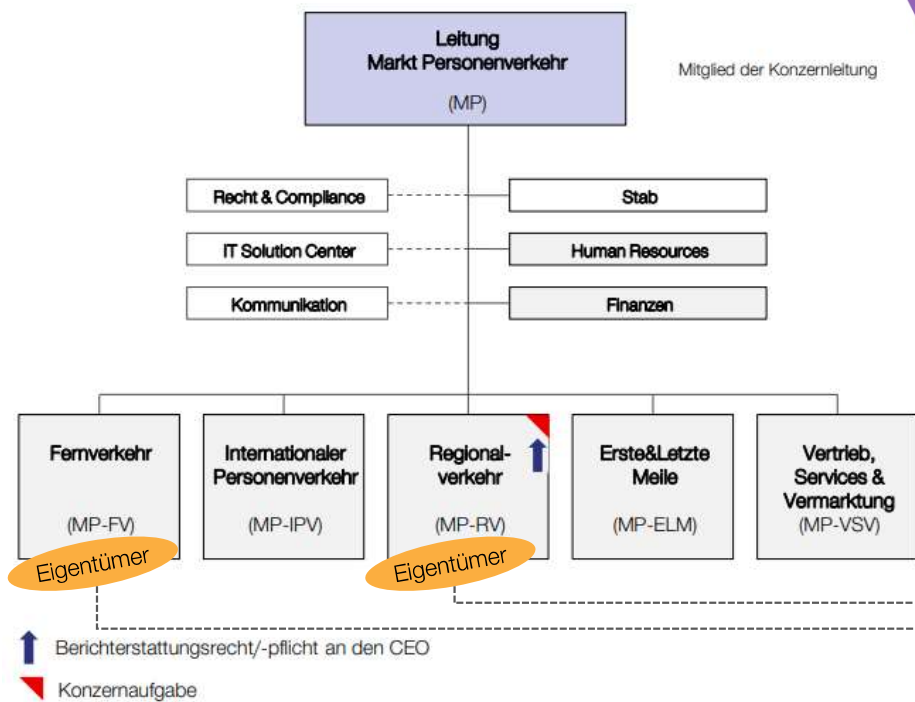 Leitung
Markt Personenverkehr
(MP)
Mitglied der Konzernleitung
Recht & Compliance
Stab
IT Solution Center
Human Resources
Kommunikation
Finanzen
Fernverkehr
(MP-FV)
Eigentümer
Internationaler
Personenverkehr
(MP-IPV)
Regional-
verkehr
(MP-RV)
Eigentümer
Erste&Letzte
Meile
(MP-ELM)
Vertrieb,
Services &
Vermarktung
(MP-VSV)
Berichterstattungsrecht/-pflicht an den CEO
Konzernaufgabe